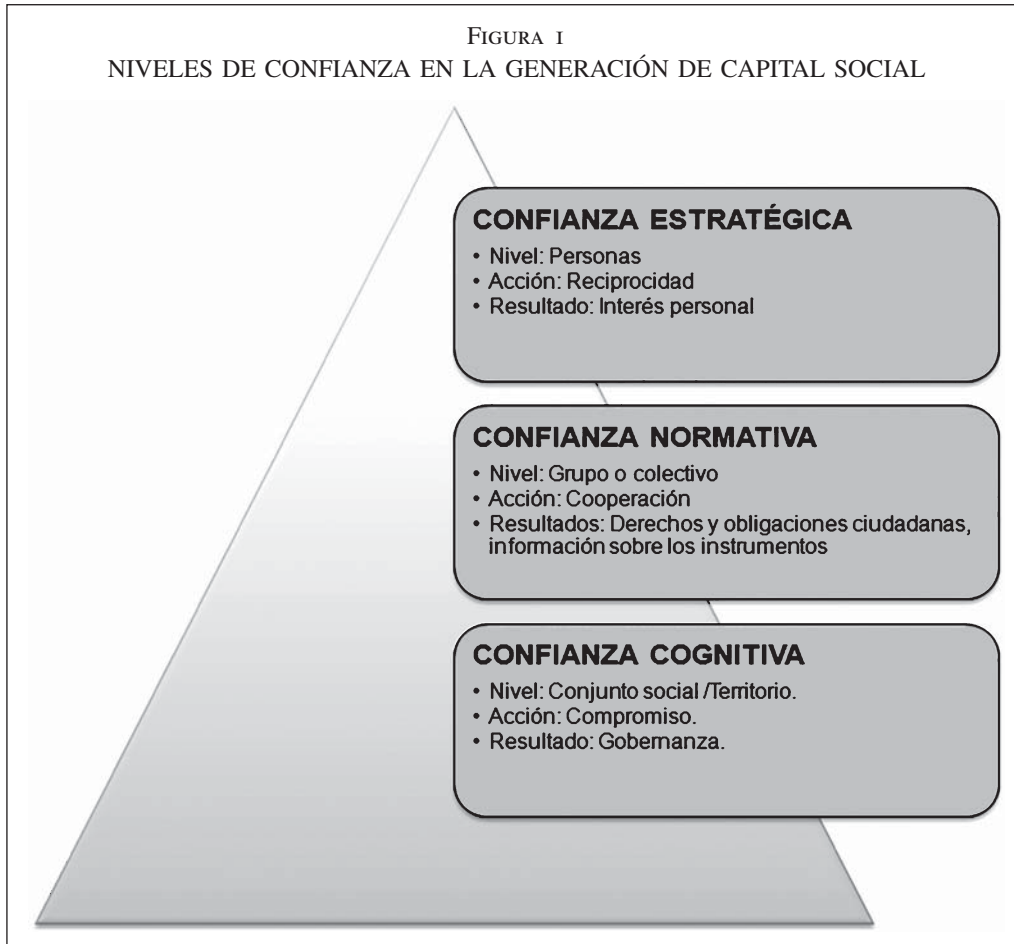 FIGURA I
NIVELES DE CONFIANZA EN LA GENERACIÓN DE CAPITAL SOCIAL
CONFIANZA ESTRATÉGICA
• Nivel: Personas
• Acción: Reciprocidad
• Resultado: Interés personal
CONFIANZA NORMATIVA
• Nivel: Grupo o colectivo
• Acción: Cooperación
• Resultados: Derechos y obligaciones ciudadanas,
información sobre los instrumentos
CONFIANZA COGNITIVA
• Nivel: Conjunto social /Territorio.
• Acción: Compromiso.
• Resultado: Gobernanza.